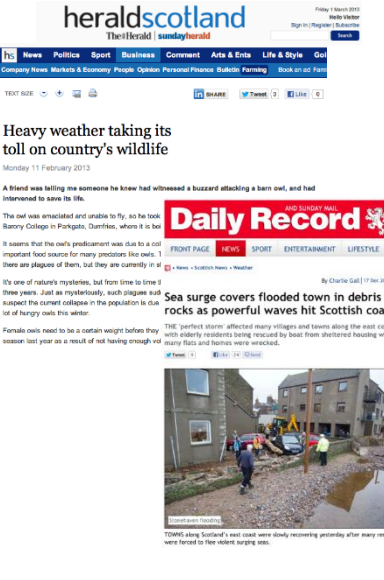 heraldscotland
The Herald | sundayherald
Friday 1 March 2013
Hello Visitor
Sign in | Register | Subscribe
Search
hs News Politics Sport Business Comment Arts & Ents Life & Style Go
Company News Markets & Economy People Opinion Personal Finance Bulletin Farming Book an ad Fam
TEXT SIZE
in SHARE Tweet 3 Like 0
Heavy weather taking its
toll on country's wildlife
Monday 11 February 2013
A friend was telling me someone he knew had witnessed a buzzard attacking a barn owl, and had
intervened to save its life.
The owl was emaciated and unable to fly, so he took
Barony College in Parkgate, Dumfries, where it is bei
It seems that the owl's predicament was due to a col
important food source for many predators like owls. T
there are plagues of them, but they are currently in s
It's one of nature's mysteries, but from time to time t
three years. Just as mysteriously, such plagues sud
suspect the current collapse in the population is due
lot of hungry owls this winter.
Female owls need to be a certain weight before they
season last year as a result of not having enough vol
AND SUNDAY MAIL
Daily Record
FRONT PAGE NEWS SPORT ENTERTAINMENT LIFESTYLE
News Scottish News Weather
By Charlie Gall | 17 Dec
Sea surge covers flooded town in debris
rocks as powerful waves hit Scottish coa
THE 'perfect storm' affected many villages and towns along the east co
with elderly residents being rescued by boat from sheltered housing w
many flats and homes were wrecked.
Tweet Like 24 Send
Stonehaven flooding
TOWNS along Scotland's east coast were slowly recovering yesterday after many res
were forced to flee violent surging seas.